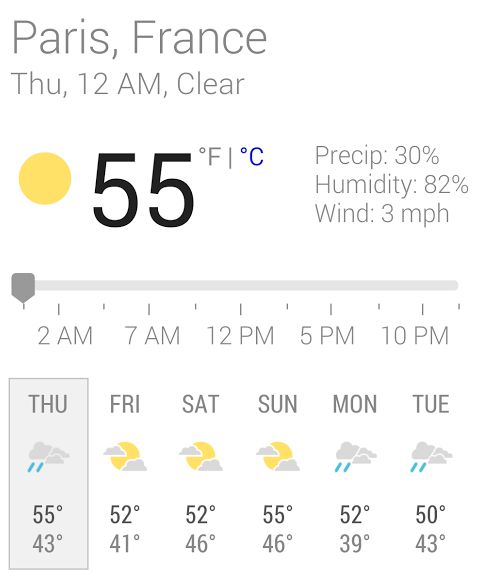 Paris, France
Thu, 12 AM, Clear
55 °F | °C
Precip: 30%
Humidity: 82%
Wind: 3 mph
2 AM 7 AM 12 PM 5 PM 10 PM
THU FRI SAT SUN MON TUE
55° 52° 52° 55° 52° 50°
43° 41° 46° 46° 39° 43°